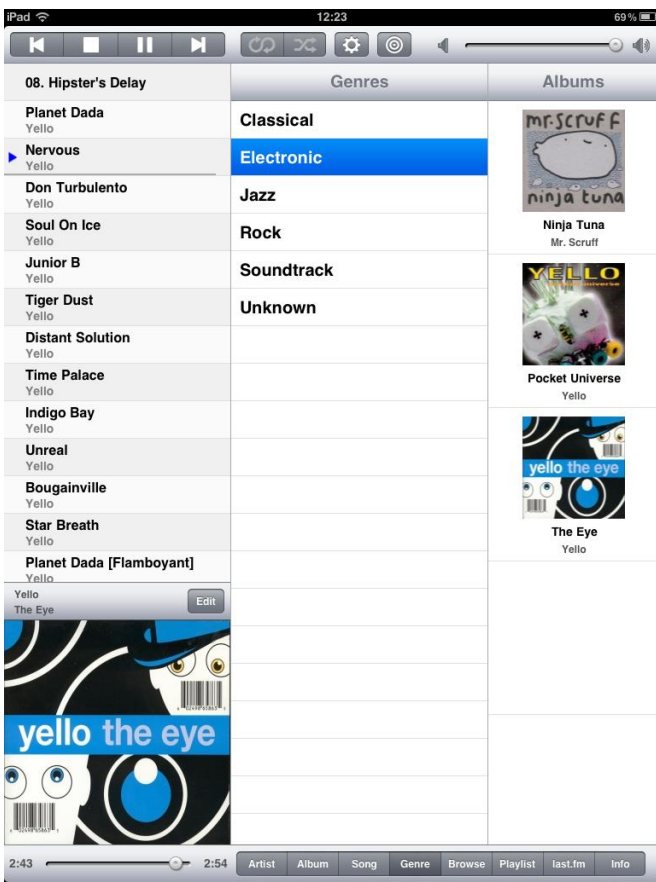 iPad 12:23 69%
08. Hipster's Delay
Planet Dada
Yello
Nervous
Yello
Don Turbulento
Yello
Soul On Ice
Yello
Junior B
Yello
Tiger Dust
Yello
Distant Solution
Yello
Time Palace
Yello
Indigo Bay
Yello
Unreal
Yello
Bougainville
Yello
Star Breath
Yello
Planet Dada [Flamboyant]
Yello
Yello
The Eye
Edit
yello the eye
2:43 2:54
Genres
Classical
Electronic
Jazz
Rock
Soundtrack
Unknown
Albums
mr.scruff
ninja tuna
Ninja Tuna
Mr. Scruff
YELLO
Pocket Universe
Yello
yello the eye
The Eye
Yello
Artist Album Song Genre Browse Playlist last.fm Info